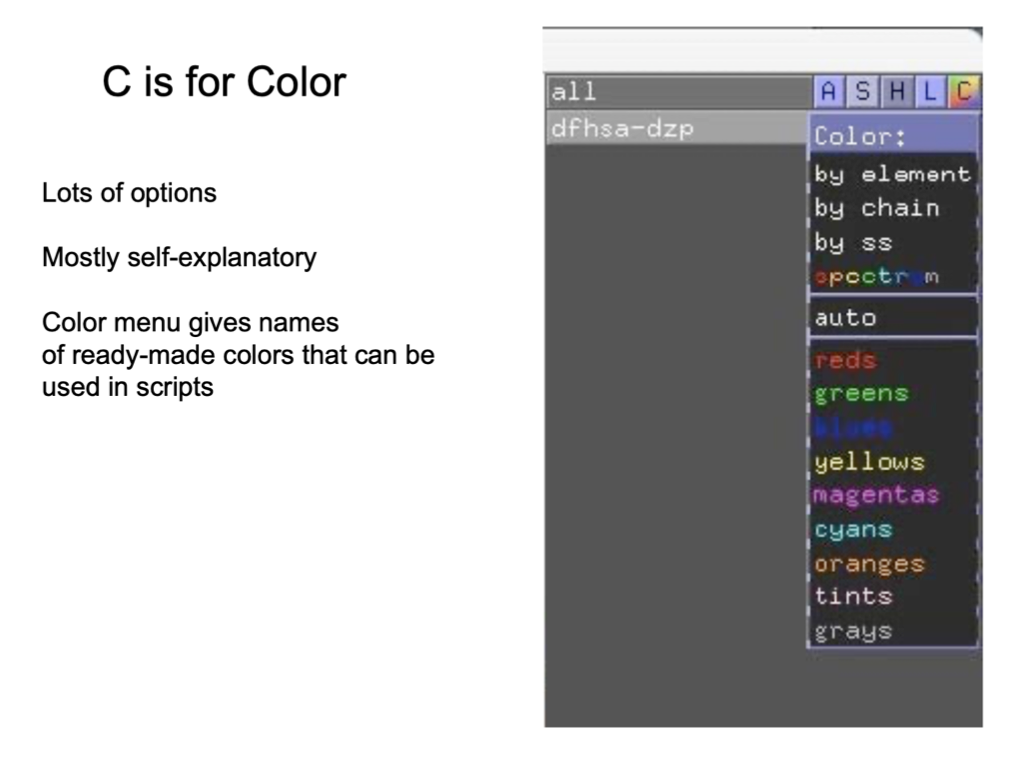 C is for Color
Lots of options
Mostly self-explanatory
Color menu gives names
of ready-made colors that can be
used in scripts
all
A S H L C
dfhsa-dzp
Color:
by element
by chain
by ss
spectrum
auto
reds
greens
blues
yellows
magentas
cyans
oranges
tints
grays